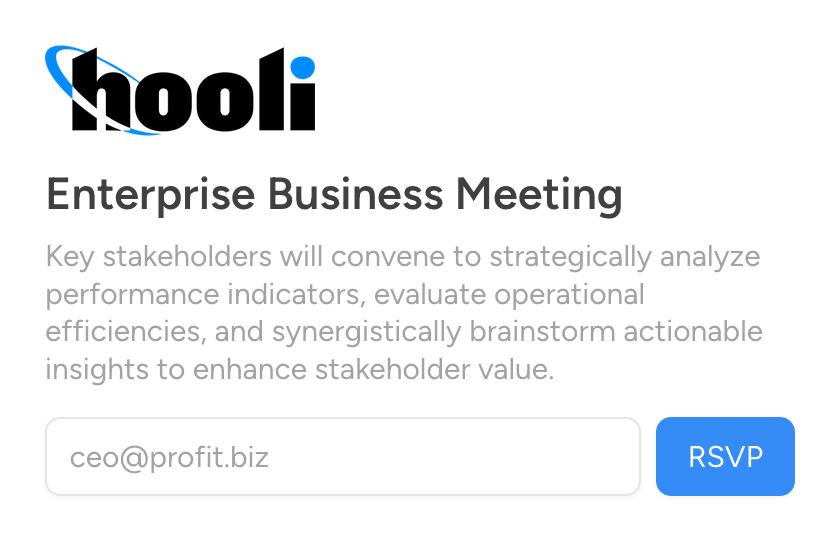 hooli
Enterprise Business Meeting
Key stakeholders will convene to strategically analyze
performance indicators, evaluate operational
efficiencies, and synergistically brainstorm actionable
insights to enhance stakeholder value.
ceo@profit.biz
RSVP